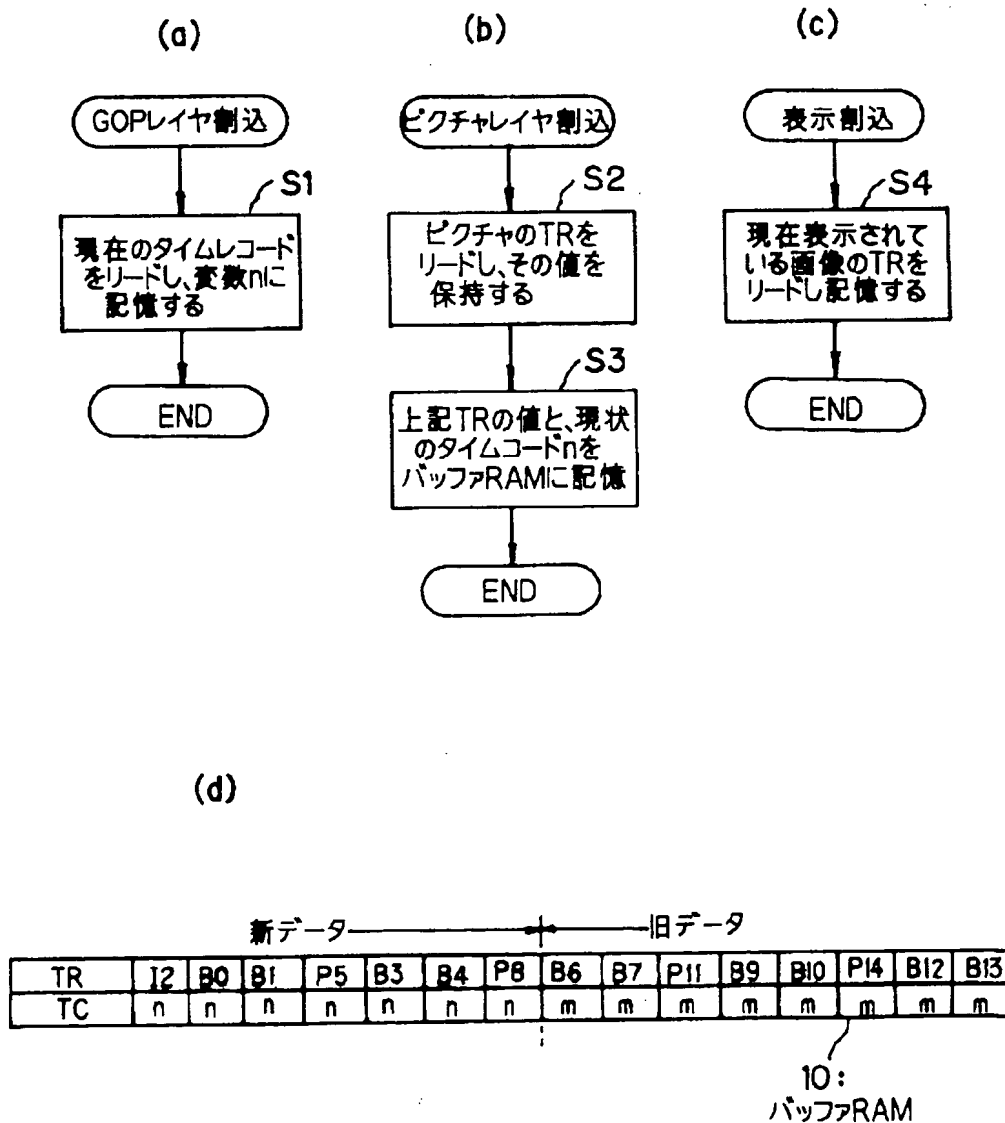 (a)
GOPレイヤ割込
S1
現在のタイムレコード
をリードし、変数nに
記憶する
END
(b)
ピクチャレイヤ割込
S2
ピクチャのTRを
リードし、その値を
保持する
S3
上記TRの値と、現状
のタイムコードnを
バッファRAMに記憶
END
(c)
表示割込
S4
現在表示されて
いる画像のTRを
リードし記憶する
END
(d)
新データ 旧データ
TR I2 B0 B1 P5 B3 B4 P8 B6 B7 P11 B9 B10 P14 B12 B13
TC n n n n n n n m m m m m m m m
10:
バッファRAM